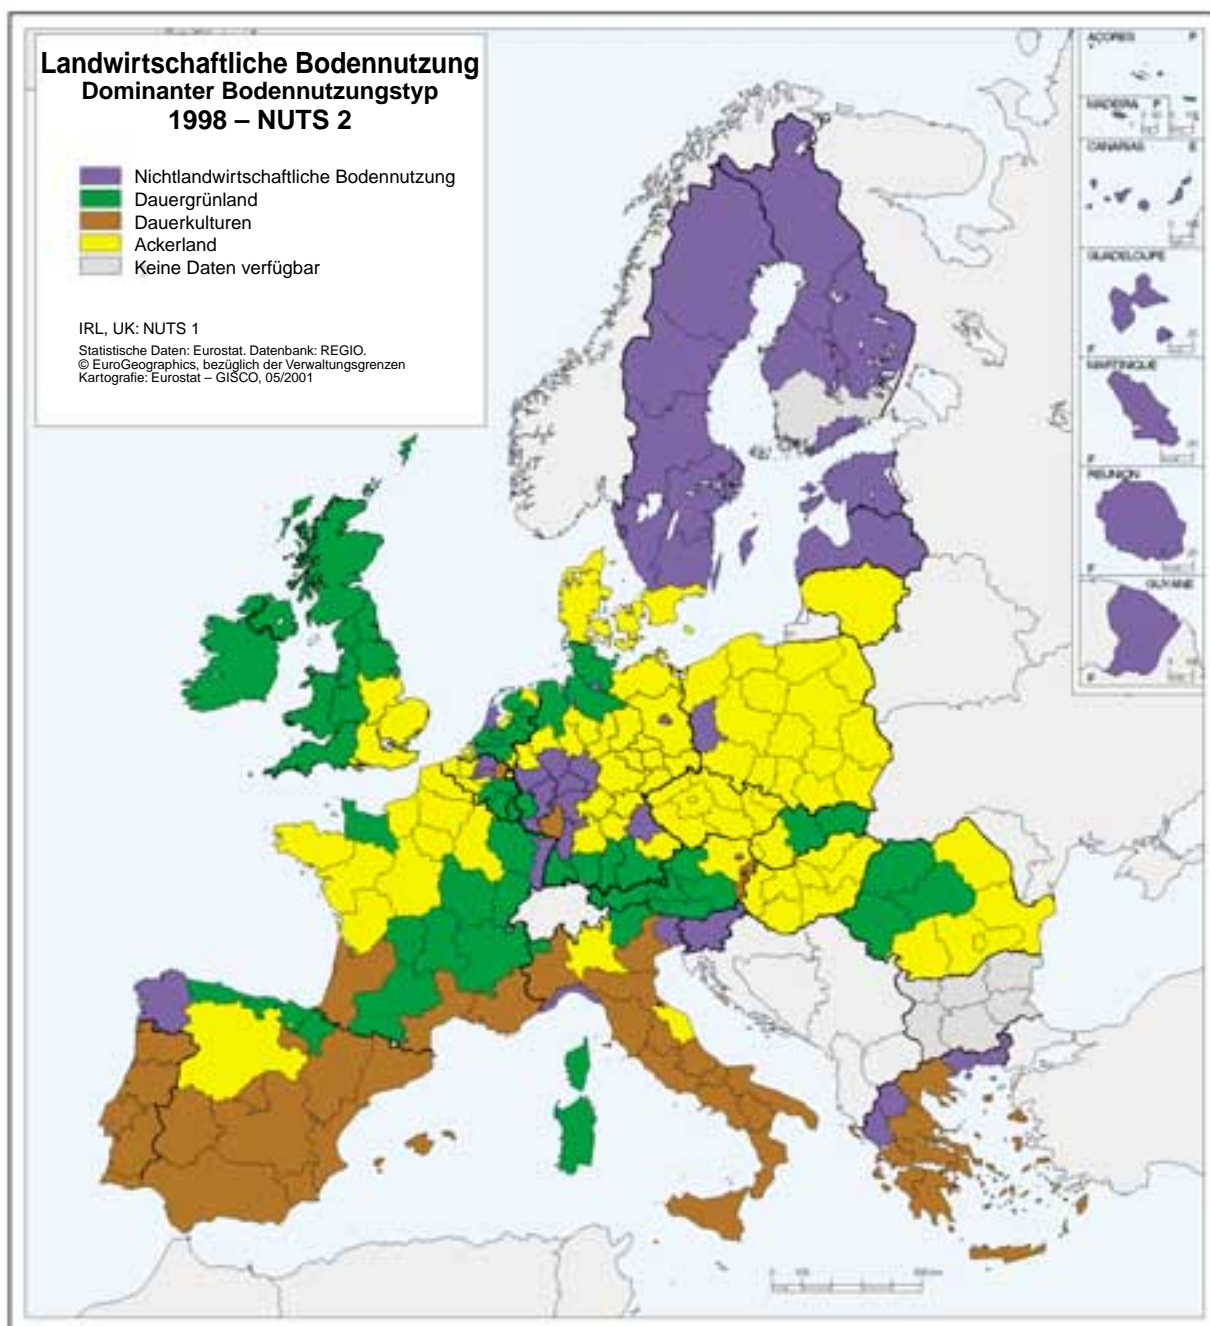 Landwirtschaftliche Bodennutzung
Dominanter Bodennutzungstyp
1998 – NUTS 2
Nichtlandwirtschaftliche Bodennutzung
Dauergrünland
Dauerkulturen
Ackerland
Keine Daten verfügbar
IRL, UK: NUTS 1
Statistische Daten: Eurostat. Datenbank: REGIO.
© EuroGeographics, bezüglich der Verwaltungsgrenzen
Kartografie: Eurostat – GISCO, 05/2001
AÇORES P
MADEIRA P
CANARIAS E
GUADELOUPE
F
MARTINIQUE
F
REUNION
F
GUYANE
F